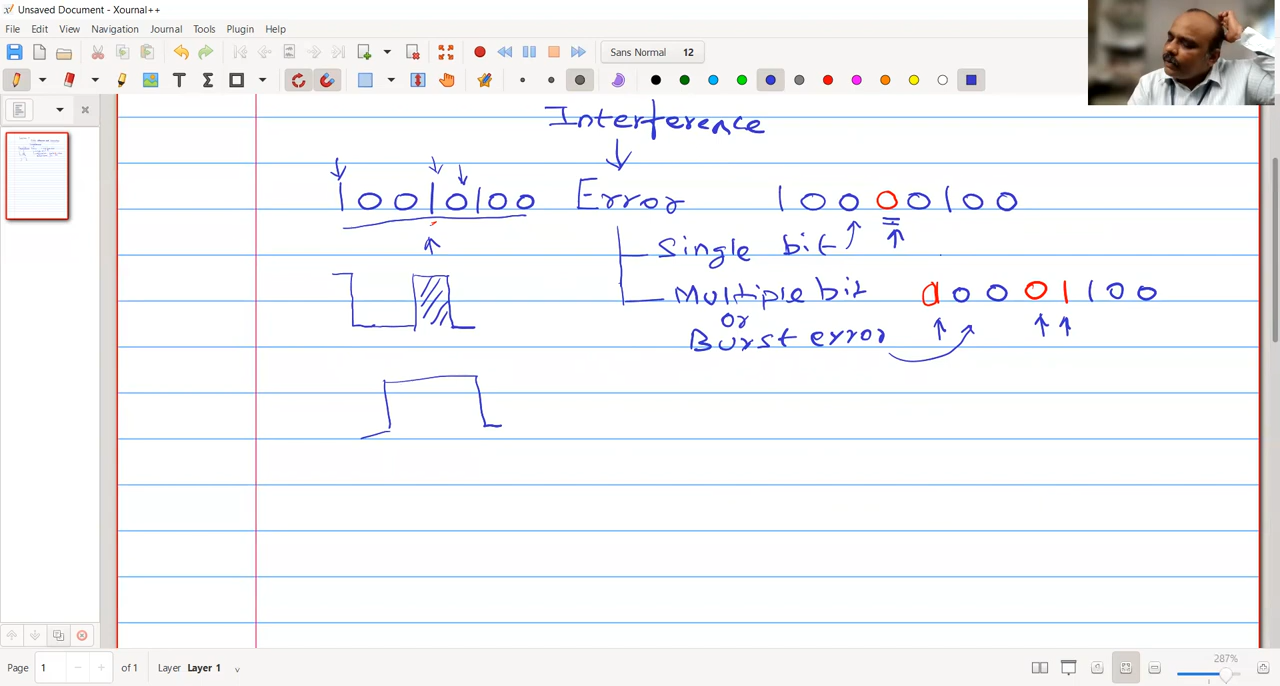 Unsaved Document - Xournal++
File Edit View Navigation Journal Tools Plugin Help
Sans Normal 12
Interference
10010100 Error 10000100
Single bit
Multiple bit 00001100
Or
Burst error
Page 1 of 1 Layer Layer 1 287%